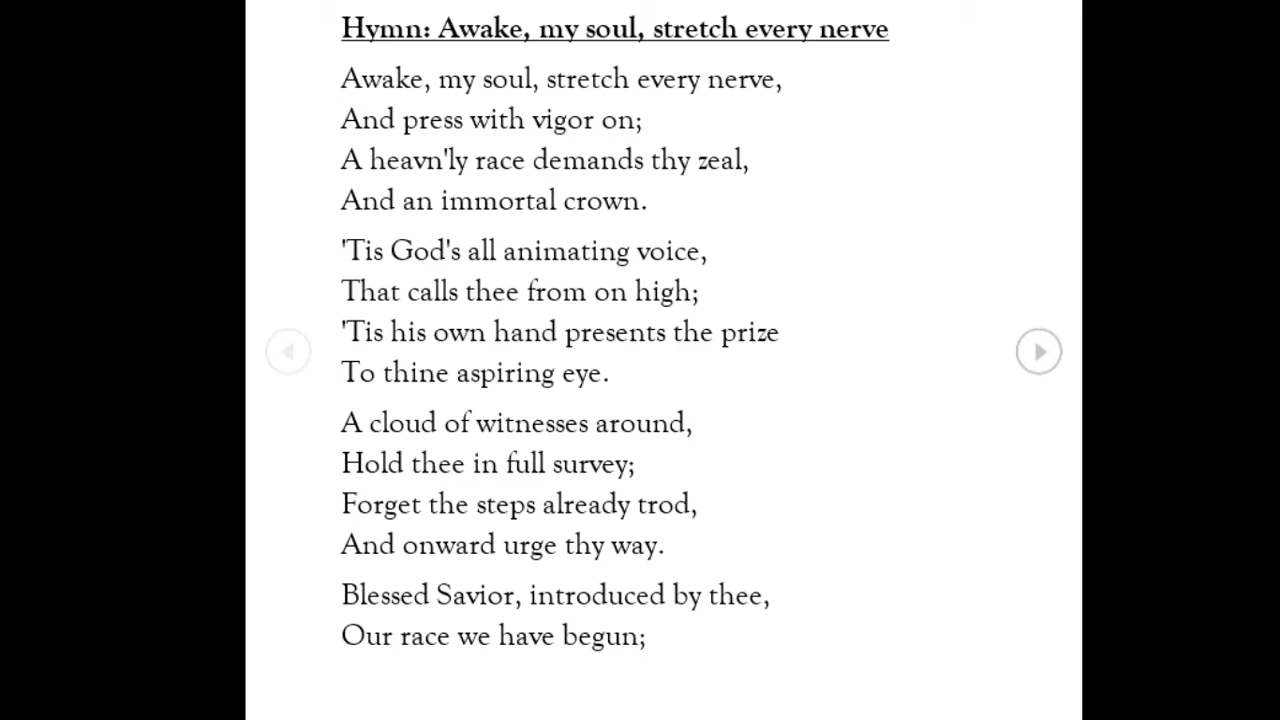 Hymn: Awake, my soul, stretch every nerve
Awake, my soul, stretch every nerve,
And press with vigor on;
A heavn'ly race demands thy zeal,
And an immortal crown.
'Tis God's all animating voice,
That calls thee from on high;
'Tis his own hand presents the prize
To thine aspiring eye.
A cloud of witnesses around,
Hold thee in full survey;
Forget the steps already trod,
And onward urge thy way.
Blessed Savior, introduced by thee,
Our race we have begun;